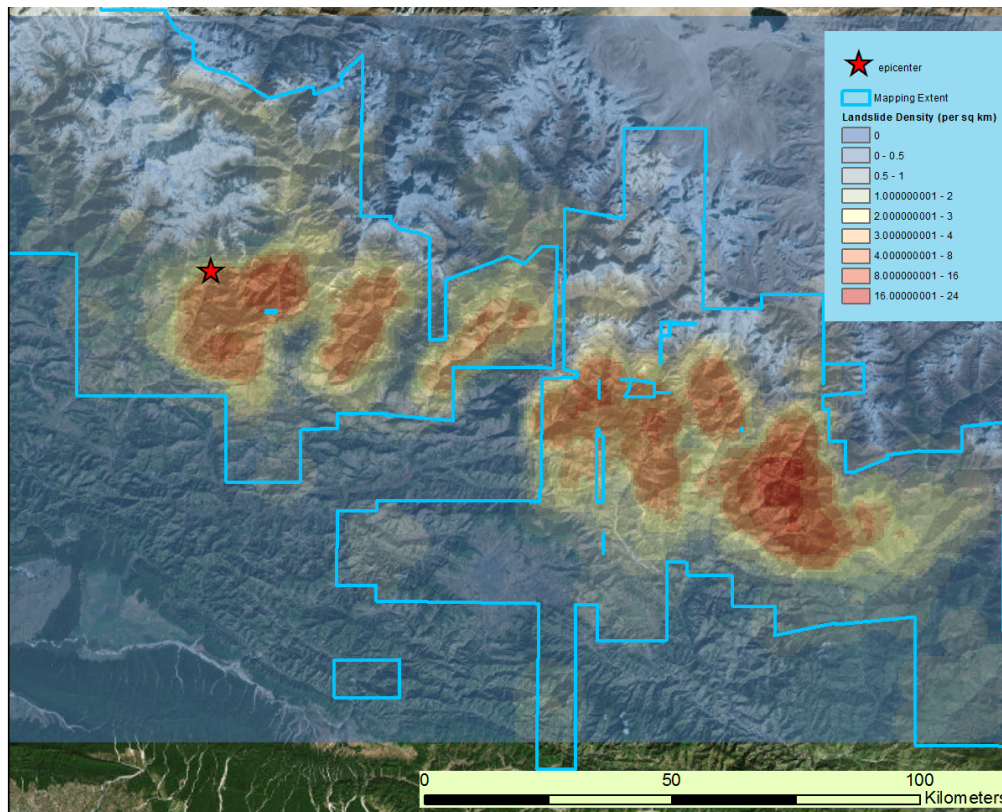 epicenter
Mapping Extent
Landslide Density (per sq km)
0
0 - 0.5
0.5 - 1
1.000000001 - 2
2.000000001 - 3
3.000000001 - 4
4.000000001 - 8
8.000000001 - 16
16.00000001 - 24
0 50 100
Kilometers